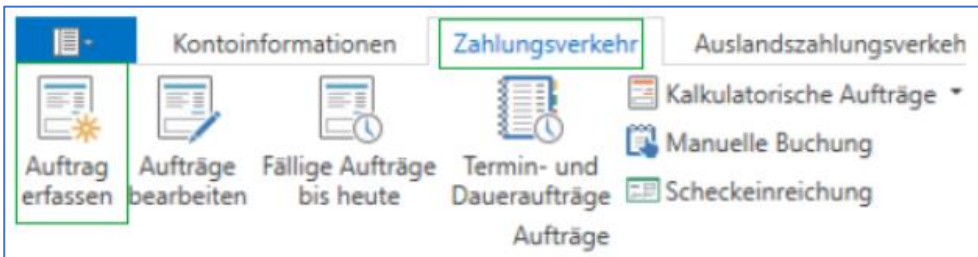 Kontoinformationen Zahlungsverkehr Auslandszahlungsverkeh
Auftrag erfassen
Aufträge bearbeiten
Fällige Aufträge bis heute
Termin- und Daueraufträge
Kalkulatorische Aufträge
Manuelle Buchung
Scheckeinreichung
Aufträge